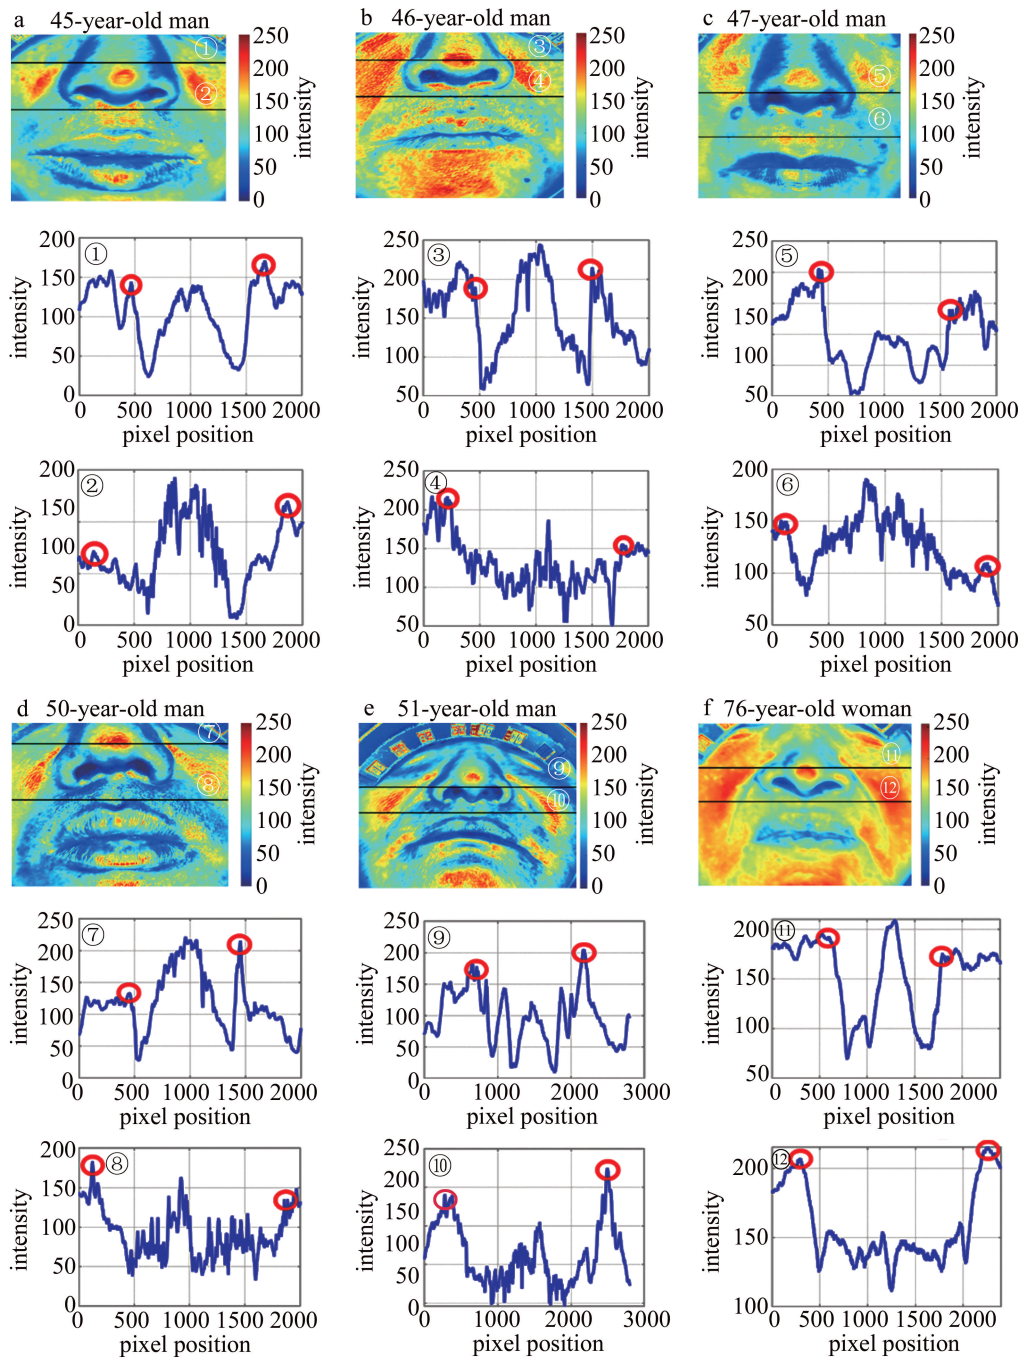 a 45-year-old man
b 46-year-old man
c 47-year-old man
① ②
250
200
150
100
50
0
intensity
③ ④
250
200
150
100
50
0
intensity
⑤ ⑥
250
200
150
100
50
0
intensity
①
200
150
100
50
0
intensity
0 500 1000 1500 2000
pixel position
③
250
200
150
100
50
intensity
0 500 1000 1500 2000
pixel position
⑤
250
200
150
100
50
intensity
0 500 1000 1500 2000
pixel position
②
200
150
100
50
0
intensity
0 500 1000 1500 2000
pixel position
④
250
200
150
100
50
intensity
0 500 1000 1500 2000
pixel position
⑥
200
150
100
50
intensity
0 500 1000 1500 2000
pixel position
d 50-year-old man
e 51-year-old man
f 76-year-old woman
⑦ ⑧
250
200
150
100
50
0
intensity
⑨ ⑩
250
200
150
100
50
0
intensity
⑪ ⑫
250
200
150
100
50
0
intensity
⑦
250
200
150
100
50
0
intensity
0 500 1000 1500 2000
pixel position
⑨
250
200
150
100
50
0
intensity
0 1000 2000 3000
pixel position
⑪
200
150
100
50
intensity
0 500 1000 1500 2000
pixel position
⑧
200
150
100
50
0
intensity
0 500 1000 1500 2000
pixel position
⑩
250
200
150
100
50
0
intensity
0 1000 2000 3000
pixel position
⑫
200
150
100
intensity
0 500 1000 1500 2000
pixel position